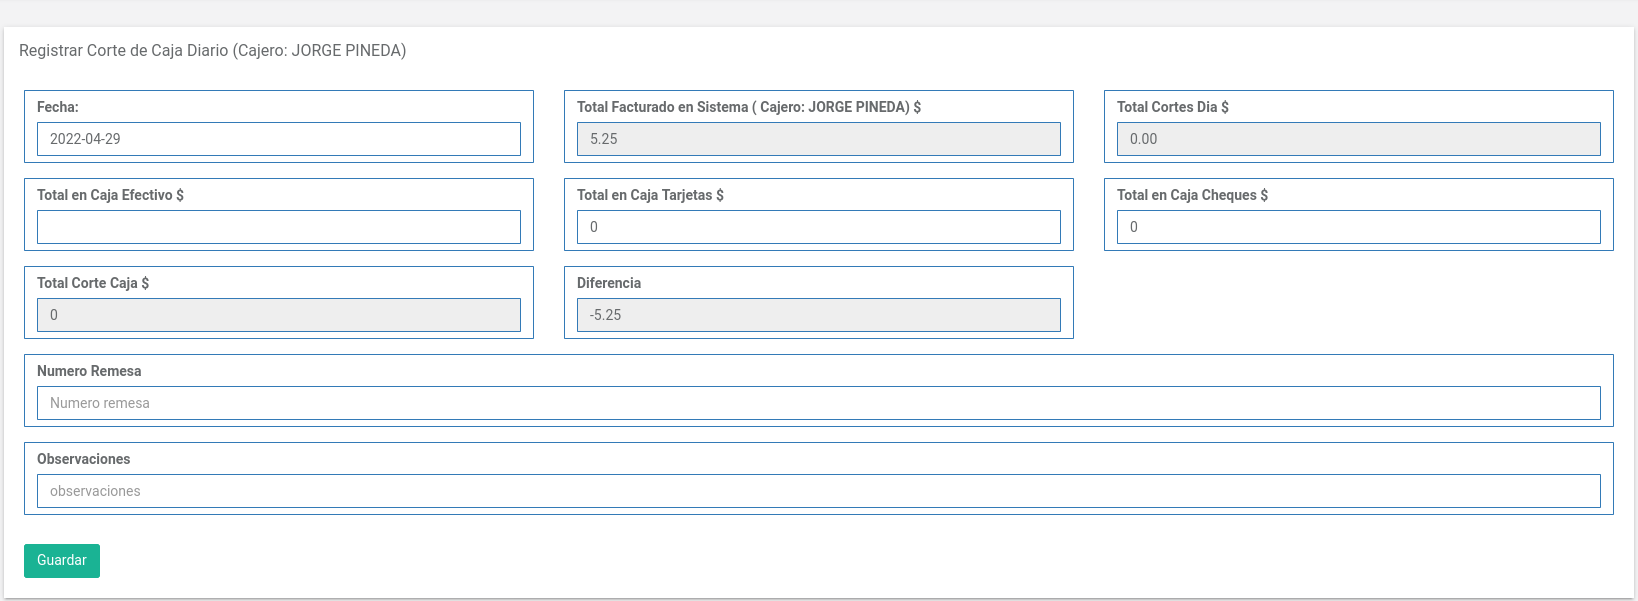 Registrar Corte de Caja Diario (Cajero: JORGE PINEDA)
Fecha:
2022-04-29
Total Facturado en Sistema ( Cajero: JORGE PINEDA) $
5.25
Total Cortes Dia $
0.00
Total en Caja Efectivo $
Total en Caja Tarjetas $
0
Total en Caja Cheques $
0
Total Corte Caja $
0
Diferencia
-5.25
Numero Remesa
Numero remesa
Observaciones
observaciones
Guardar